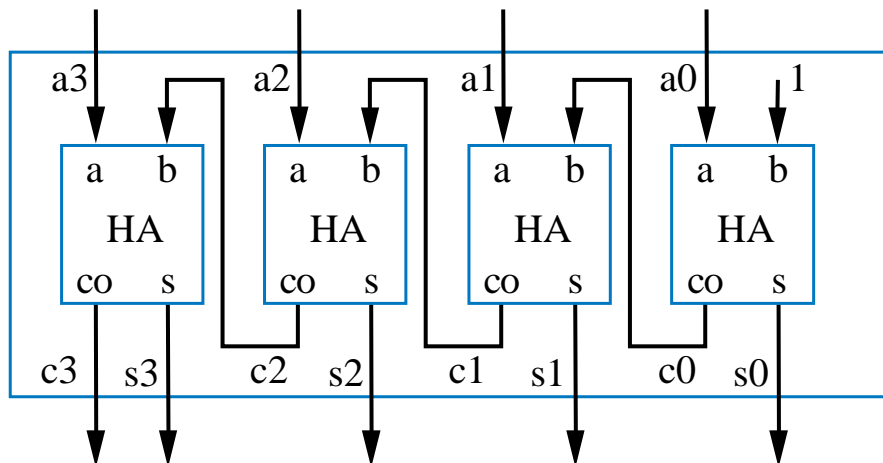 a3 a2 a1 a0 1
a b a b a b a b
HA HA HA HA
co s co s co s co s
c3 s3 c2 s2 c1 s1 c0 s0